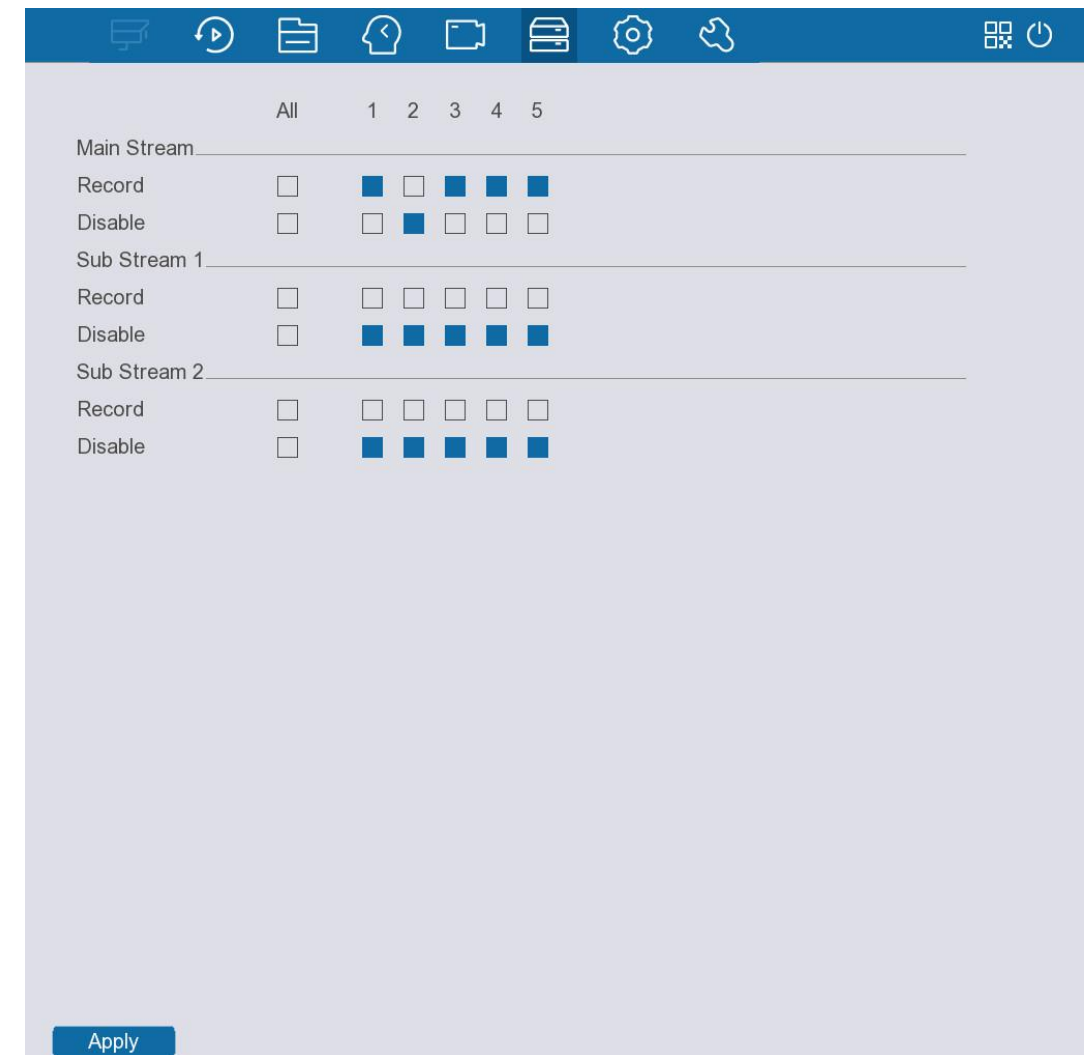 All 1 2 3 4 5
Main Stream
Record
Disable
Sub Stream 1
Record
Disable
Sub Stream 2
Record
Disable
Apply